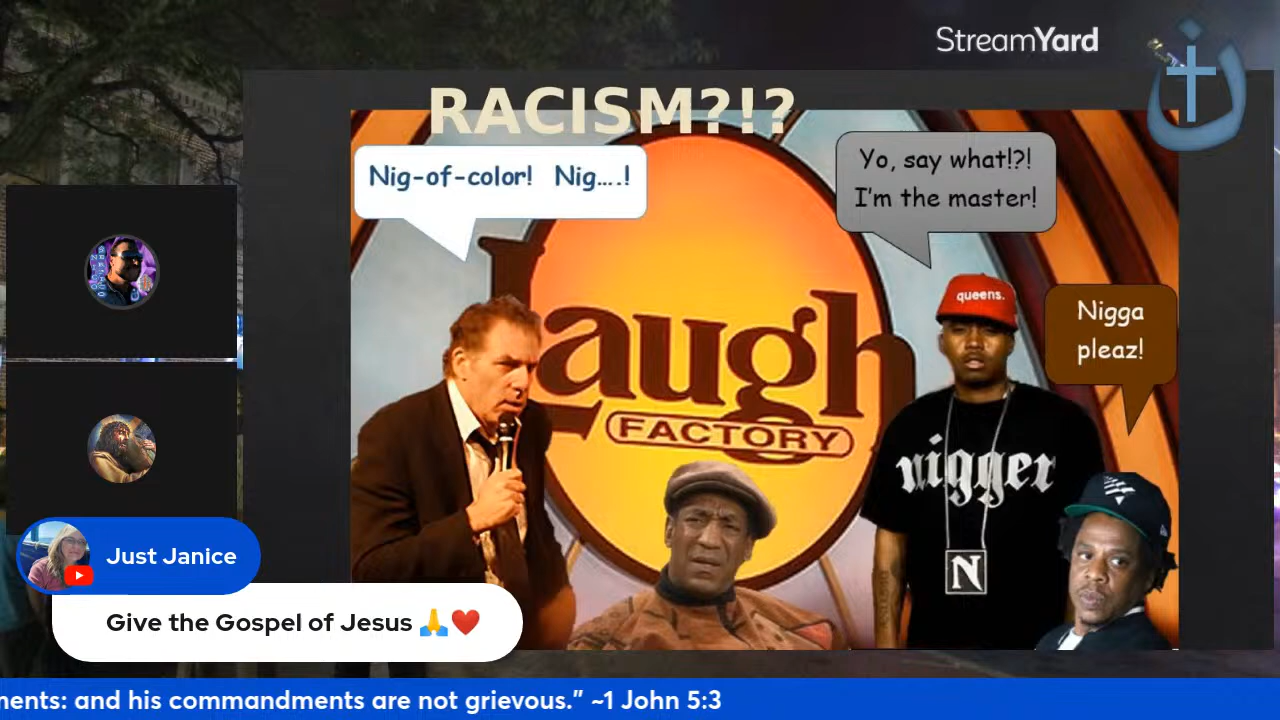 StreamYard
RACISM?!?
Nig-of-color! Nig....!
Yo, say what!?!
I'm the master!
queens.
Nigga
pleaz!
Laugh
FACTORY
nigger
N
Just Janice
Give the Gospel of Jesus 🙏❤️
ments: and his commandments are not grievous.” ~1 John 5:3